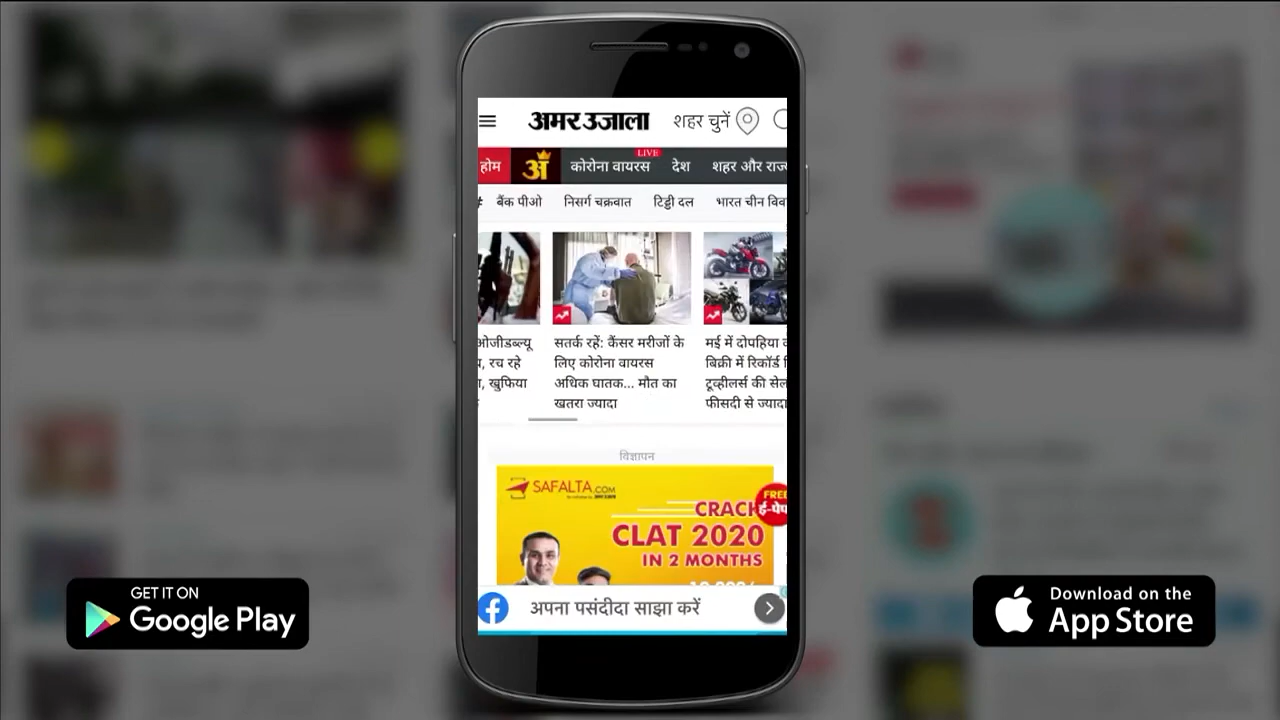 अमर उजाला
शहर चुनें
होम
अ
कोरोना वायरस
LIVE
देश
शहर और
# बैंक पीओ
निसर्ग चक्रवात
टिड्डी दल
भारत चीन
ओजीडब्ल्यू
रच रहे
खुफिया
सतर्क रहें: कैंसर मरीजों के
लिए कोरोना वायरस
अधिक घातक... मौत का
खतरा ज्यादा
मई में दोपहिया
बिक्री में रिकॉर्ड
टूव्हीलर्स की
फीसदी से ज्यादा
विज्ञापन
SAFALTA.COM
CRACK
CLAT 2020
IN 2 MONTHS
FREE
अपना पसंदीदा साझा करें
GET IT ON
Google Play
Download on the
App Store